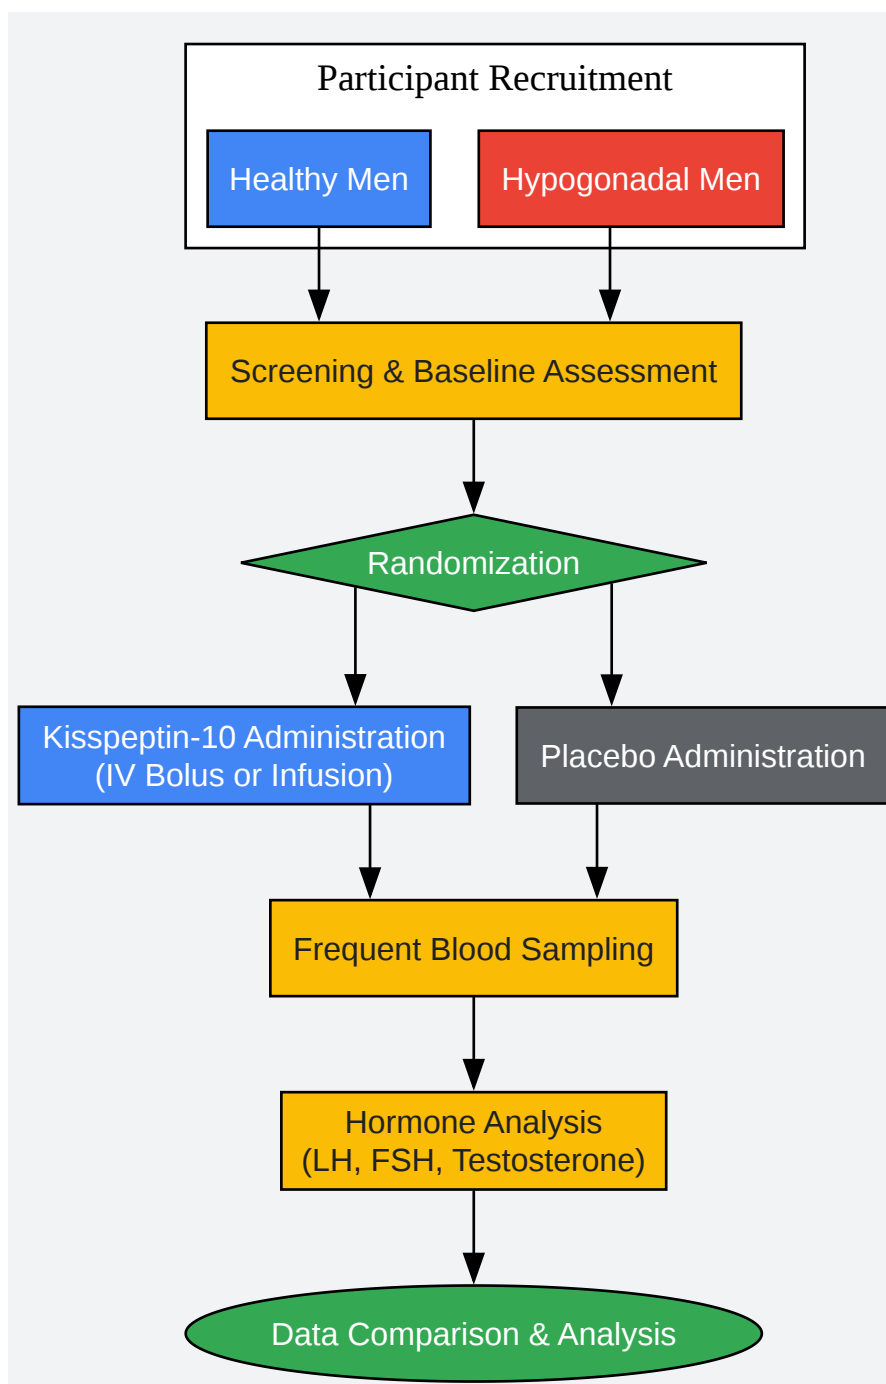 Participant Recruitment
Healthy Men
Hypogonadal Men
Screening & Baseline Assessment
Randomization
Kisspeptin-10 Administration
(IV Bolus or Infusion)
Placebo Administration
Frequent Blood Sampling
Hormone Analysis
(LH, FSH, Testosterone)
Data Comparison & Analysis